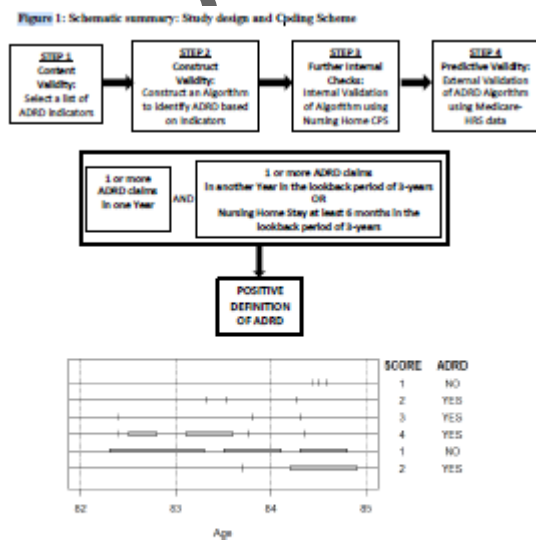 Figure 1: Schematic summary: Study design and Coding Scheme
STEP 1
Content
Validity:
Select a list of
ADRD Indicators
STEP 2
Construct
Validity:
Construct an Algorithm
to Identify ADRD based
on Indicators
STEP 3
Further Internal
Checks:
Internal Validation
of Algorithm using
Nursing Home CPS
STEP 4
Predictive Validity:
External Validation
of ADRD Algorithm
using Medicare-
HRS data
1 or more
ADRD claims
in one Year
AND
1 or more ADRD claims
in another Year in the lookback period of 3-years
OR
Nursing Home Stay at least 6 months in the
lookback period of 3-years
POSITIVE
DEFINITION
OF ADRD
SCORE ADRD
1 NO
2 YES
3 YES
4 YES
1 NO
2 YES
82 83 84 85
Age